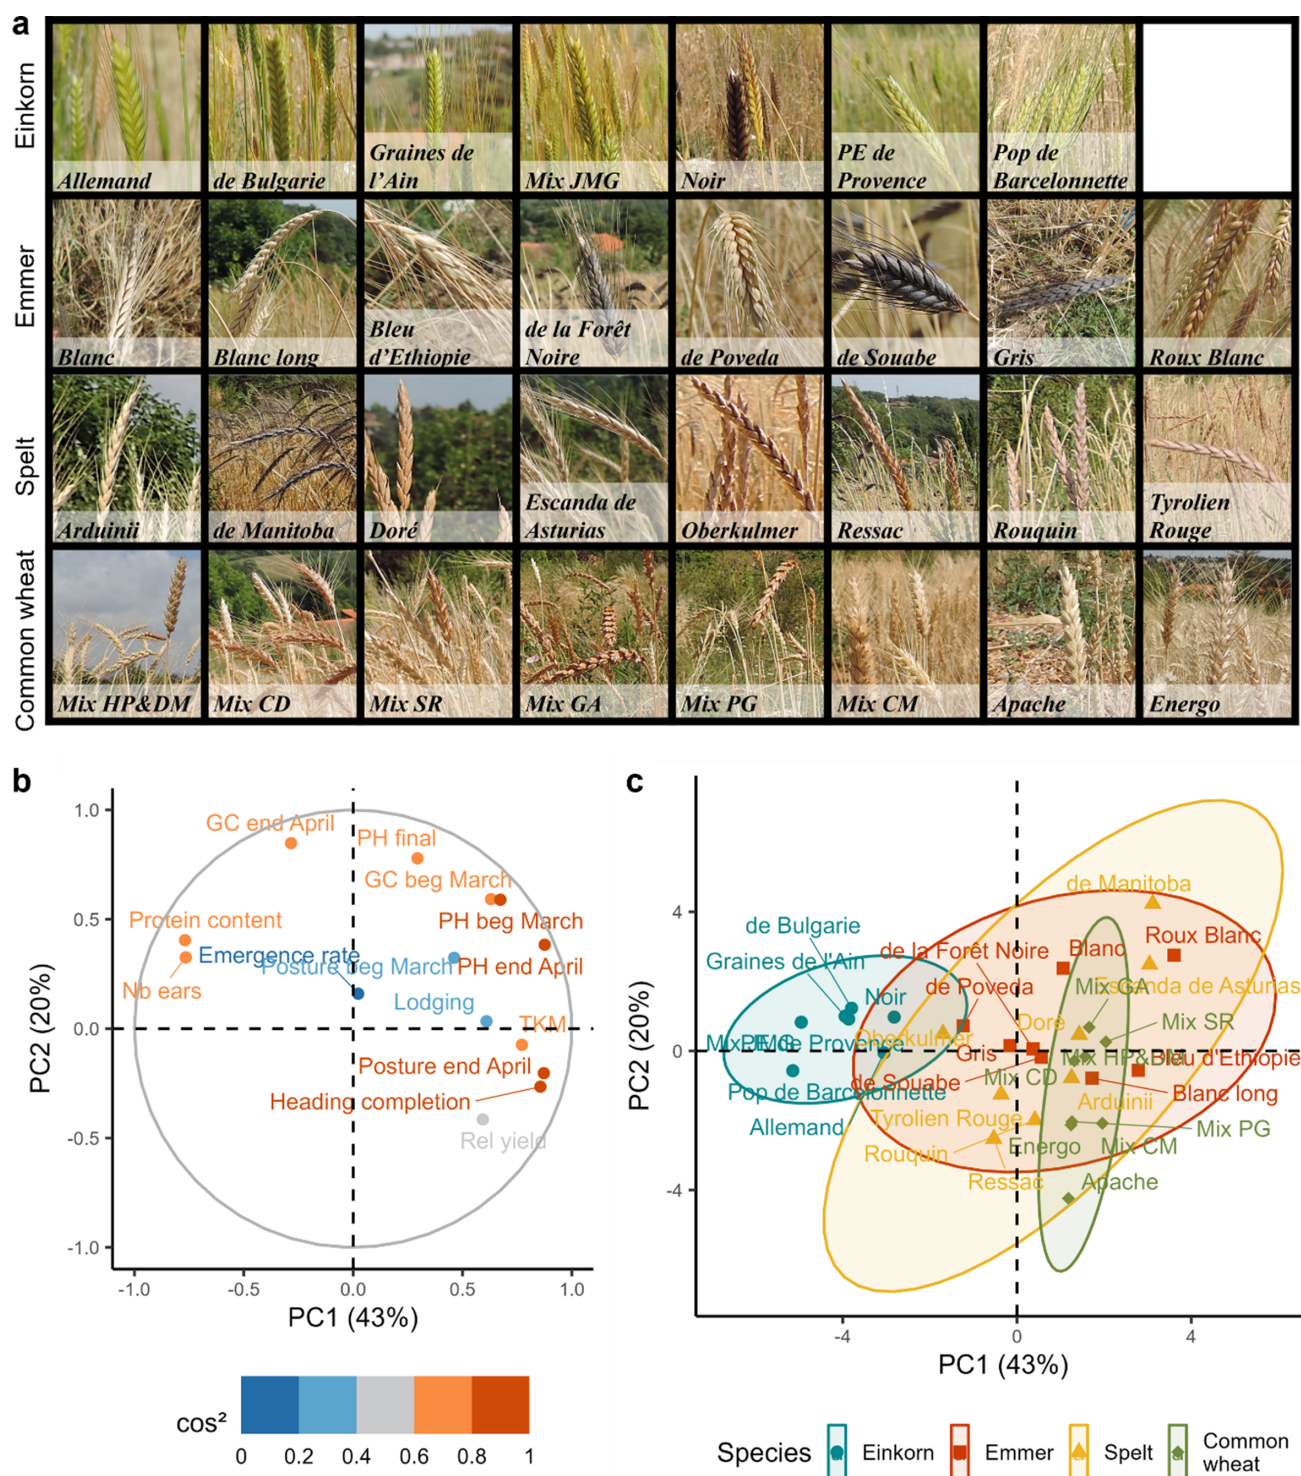 a
Einkorn
Allemand
de Bulgarie
Graines de
l'Ain
Mix JMG
Noir
PE de
Provence
Pop de
Barcelonnette
Emmer
Blanc
Blanc long
Bleu
d'Ethiopie
de la Forêt
Noire
de Poveda
de Souabe
Gris
Roux Blanc
Spelt
Arduinii
de Manitoba
Doré
Escanda de
Asturias
Oberkulmer
Ressac
Rouquin
Tyrolien
Rouge
Common wheat
Mix HP&DM
Mix CD
Mix SR
Mix GA
Mix PG
Mix CM
Apache
Energo
b
1.0
0.5
0.0
-0.5
-1.0
PC2 (20%)
GC end April
PH final
GC beg March
PH beg March
Protein content
Emergence rate
Posture beg March
PH end April
Nb ears
Lodging
TKM
Posture end April
Heading completion
Rel yield
-1.0
-0.5
0.0
0.5
1.0
PC1 (43%)
cos²
0
0.2
0.4
0.6
0.8
1
c
4
0
-4
PC2 (20%)
de Manitoba
de Bulgarie
de la Forêt Noire
Blanc
Roux Blanc
Graines de l'Ain
de Poveda
Noir
Mix GA
Escanda de Asturias
Mix SR
Doré
Oberkulmer
Mix JMG
PE de Provence
Gris
Mix HP&DM
Bleu d'Ethiopie
de Souabe
Mix CD
Pop de Barcelonnette
Blanc long
Arduinii
Allemand
Tyrolien Rouge
Mix PG
Rouquin
Energo
Mix CM
Ressac
Apache
-4
0
4
PC1 (43%)
Species
Einkorn
Emmer
Spelt
Common
wheat